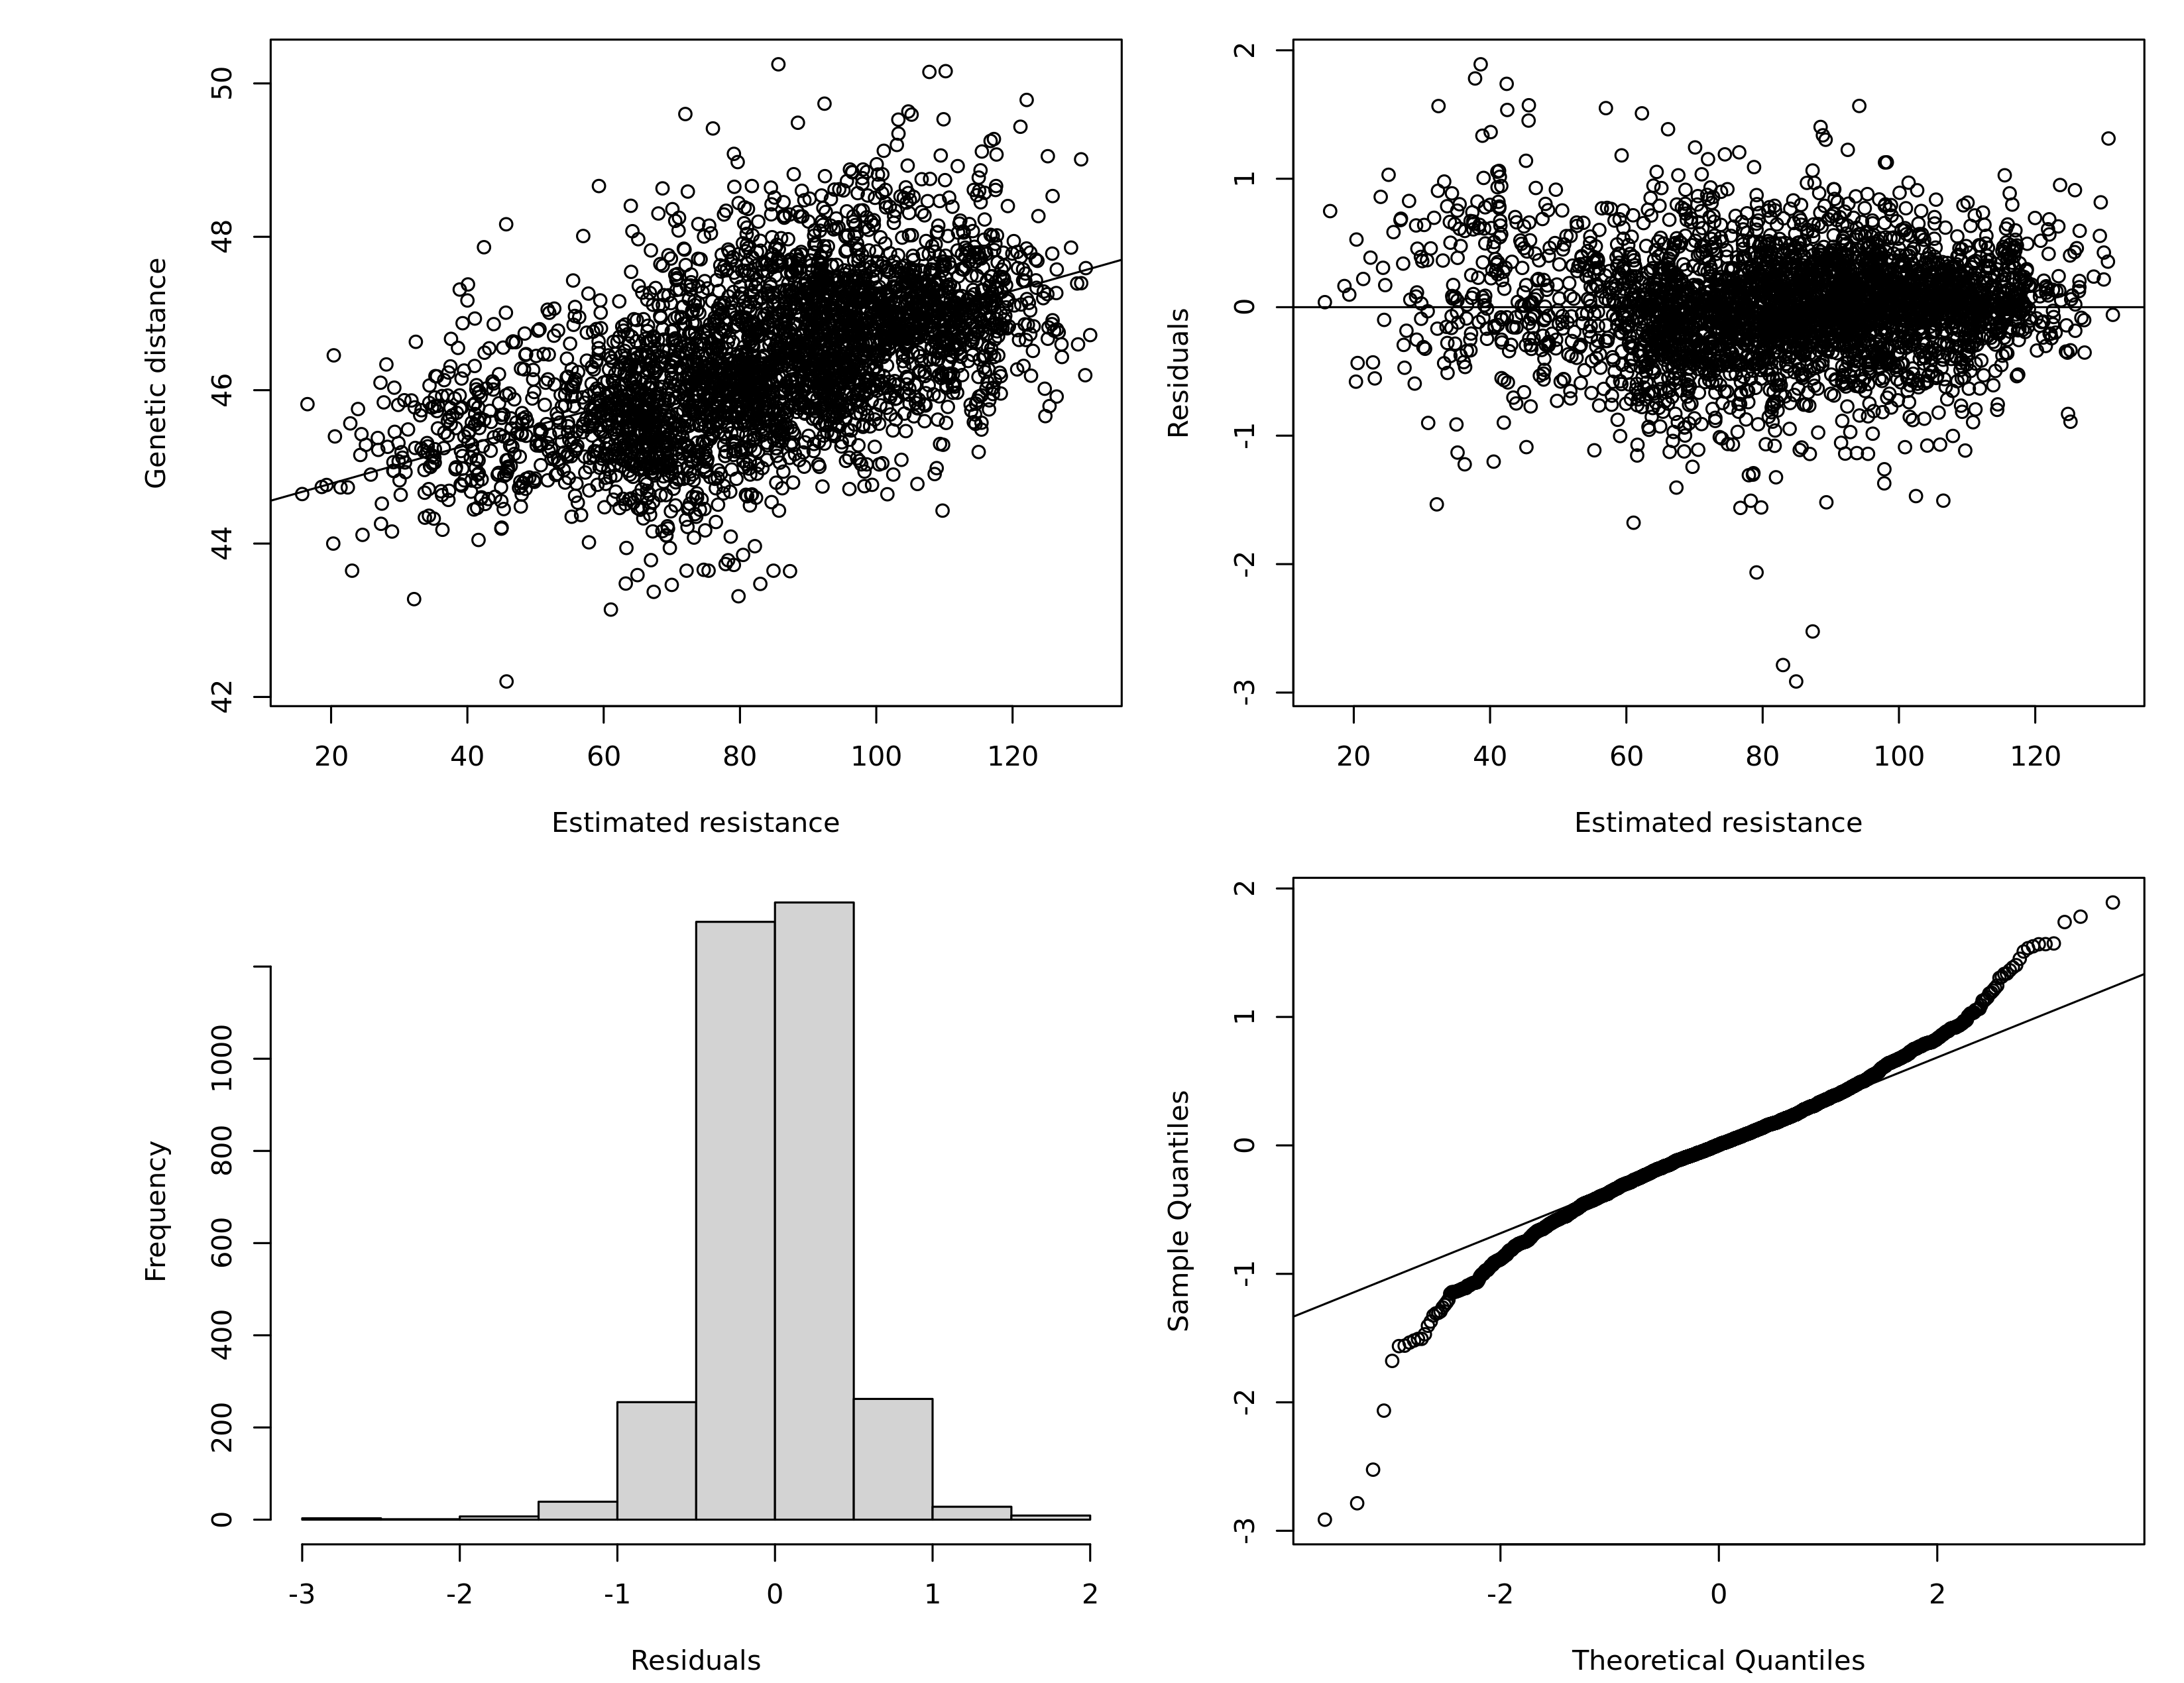 50
48
46
44
42
Genetic distance
20 40 60 80 100 120
Estimated resistance
2
1
0
-1
-2
-3
Residuals
20 40 60 80 100 120
Estimated resistance
1000
800
600
400
200
0
Frequency
-3 -2 -1 0 1 2
Residuals
2
1
0
-1
-2
-3
Sample Quantiles
-2 0 2
Theoretical Quantiles